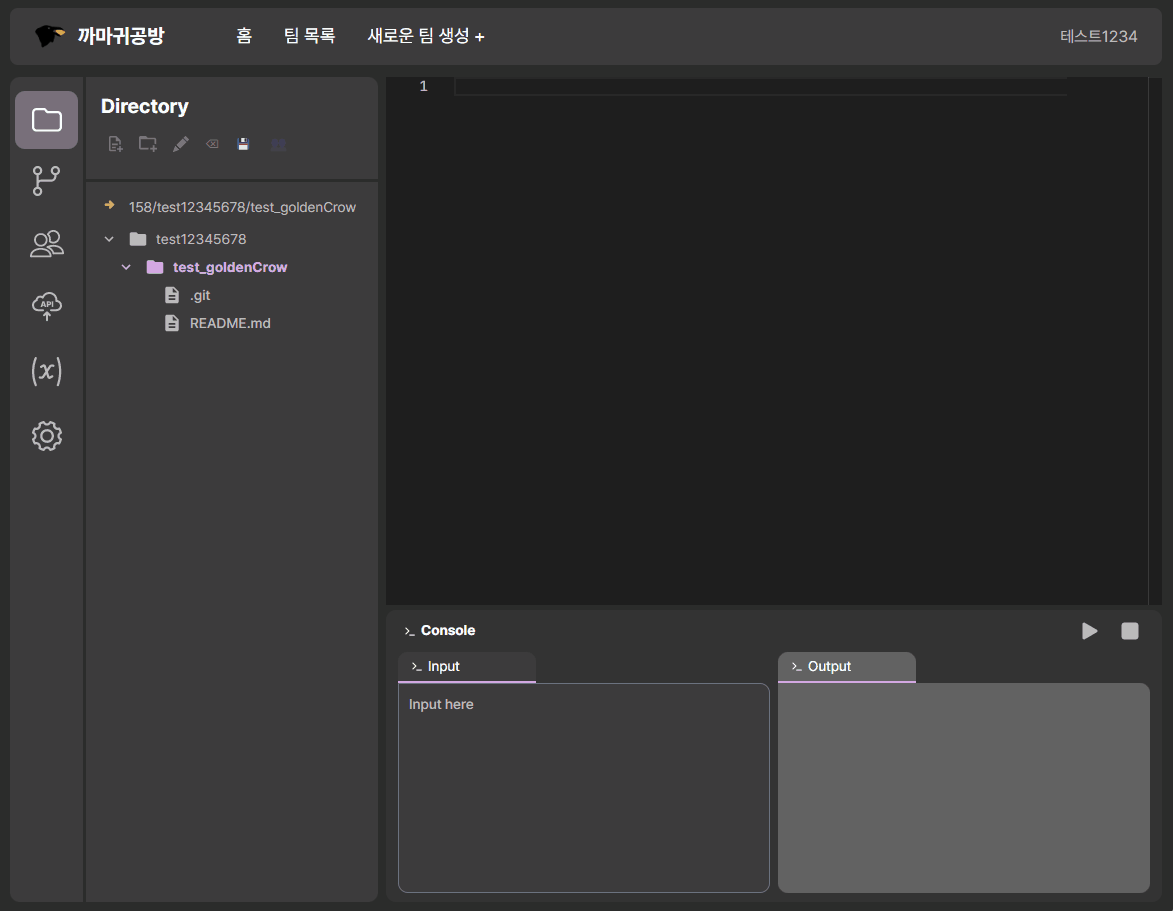 까마귀공방 홈 팀 목록 새로운 팀 생성 + 테스트1234
Directory
158/test12345678/test_goldenCrow
test12345678
test_goldenCrow
.git
README.md
API
(x)
1
>_ Console
>_ Input
Input here
>_ Output